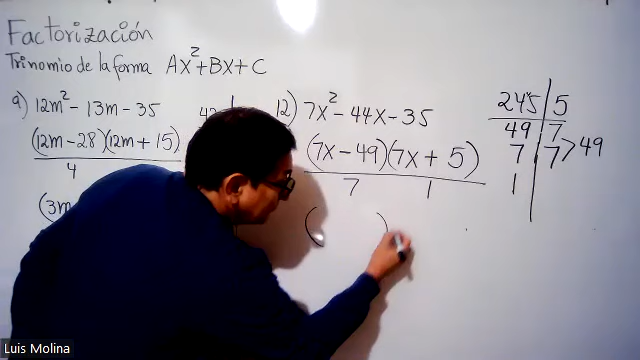 Factorización
Trinomio de la forma Ax²+Bx+C
a) 12m² - 13m - 35
(12m - 28)(12m + 15)
4
(3m
12) 7x² - 44x - 35
(7x - 49)(7x + 5)
7 1
( )
245 | 5
49 | 7
7 | 7 > 49
1 |
Luis Molina